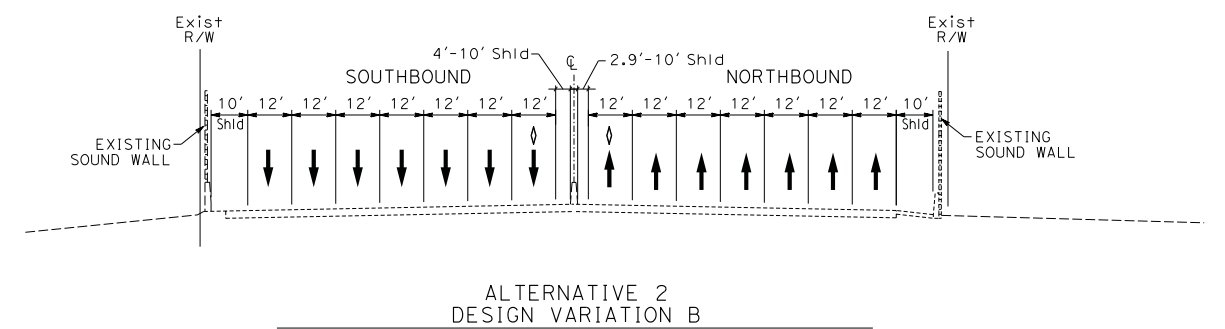 Exist
R/W
Exist
R/W
4'-10' Shld
℄
2.9'-10' Shld
SOUTHBOUND
NORTHBOUND
10' 12' 12' 12' 12' 12' 12' 12' 12' 12' 12' 12' 12' 12' 12' 10'
Shld
Shld
EXISTING
SOUND WALL
EXISTING
SOUND WALL
ALTERNATIVE 2
DESIGN VARIATION B